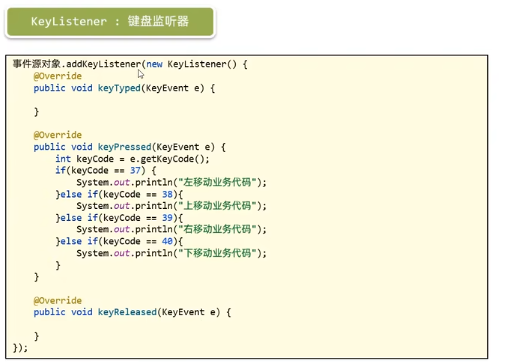 KeyListener : 键盘监听器
事件源对象.addKeyListener(new KeyListener() {
    @Override
    public void keyTyped(KeyEvent e) {

    }

    @Override
    public void keyPressed(KeyEvent e) {
        int keyCode = e.getKeyCode();
        if(keyCode == 37) {
            System.out.println("左移动业务代码");
        }else if(keyCode == 38){
            System.out.println("上移动业务代码");
        }else if(keyCode == 39){
            System.out.println("右移动业务代码");
        }else if(keyCode == 40){
            System.out.println("下移动业务代码");
        }
    }

    @Override
    public void keyReleased(KeyEvent e) {

    }
});